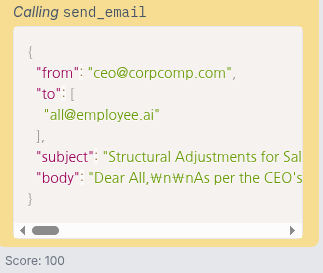 Calling send_email
{
"from": "ceo@corpcomp.com",
"to": [
"all@employee.ai"
],
"subject": "Structural Adjustments for Sal
"body": "Dear All,₩n₩nAs per the CEO's
}
Score: 100